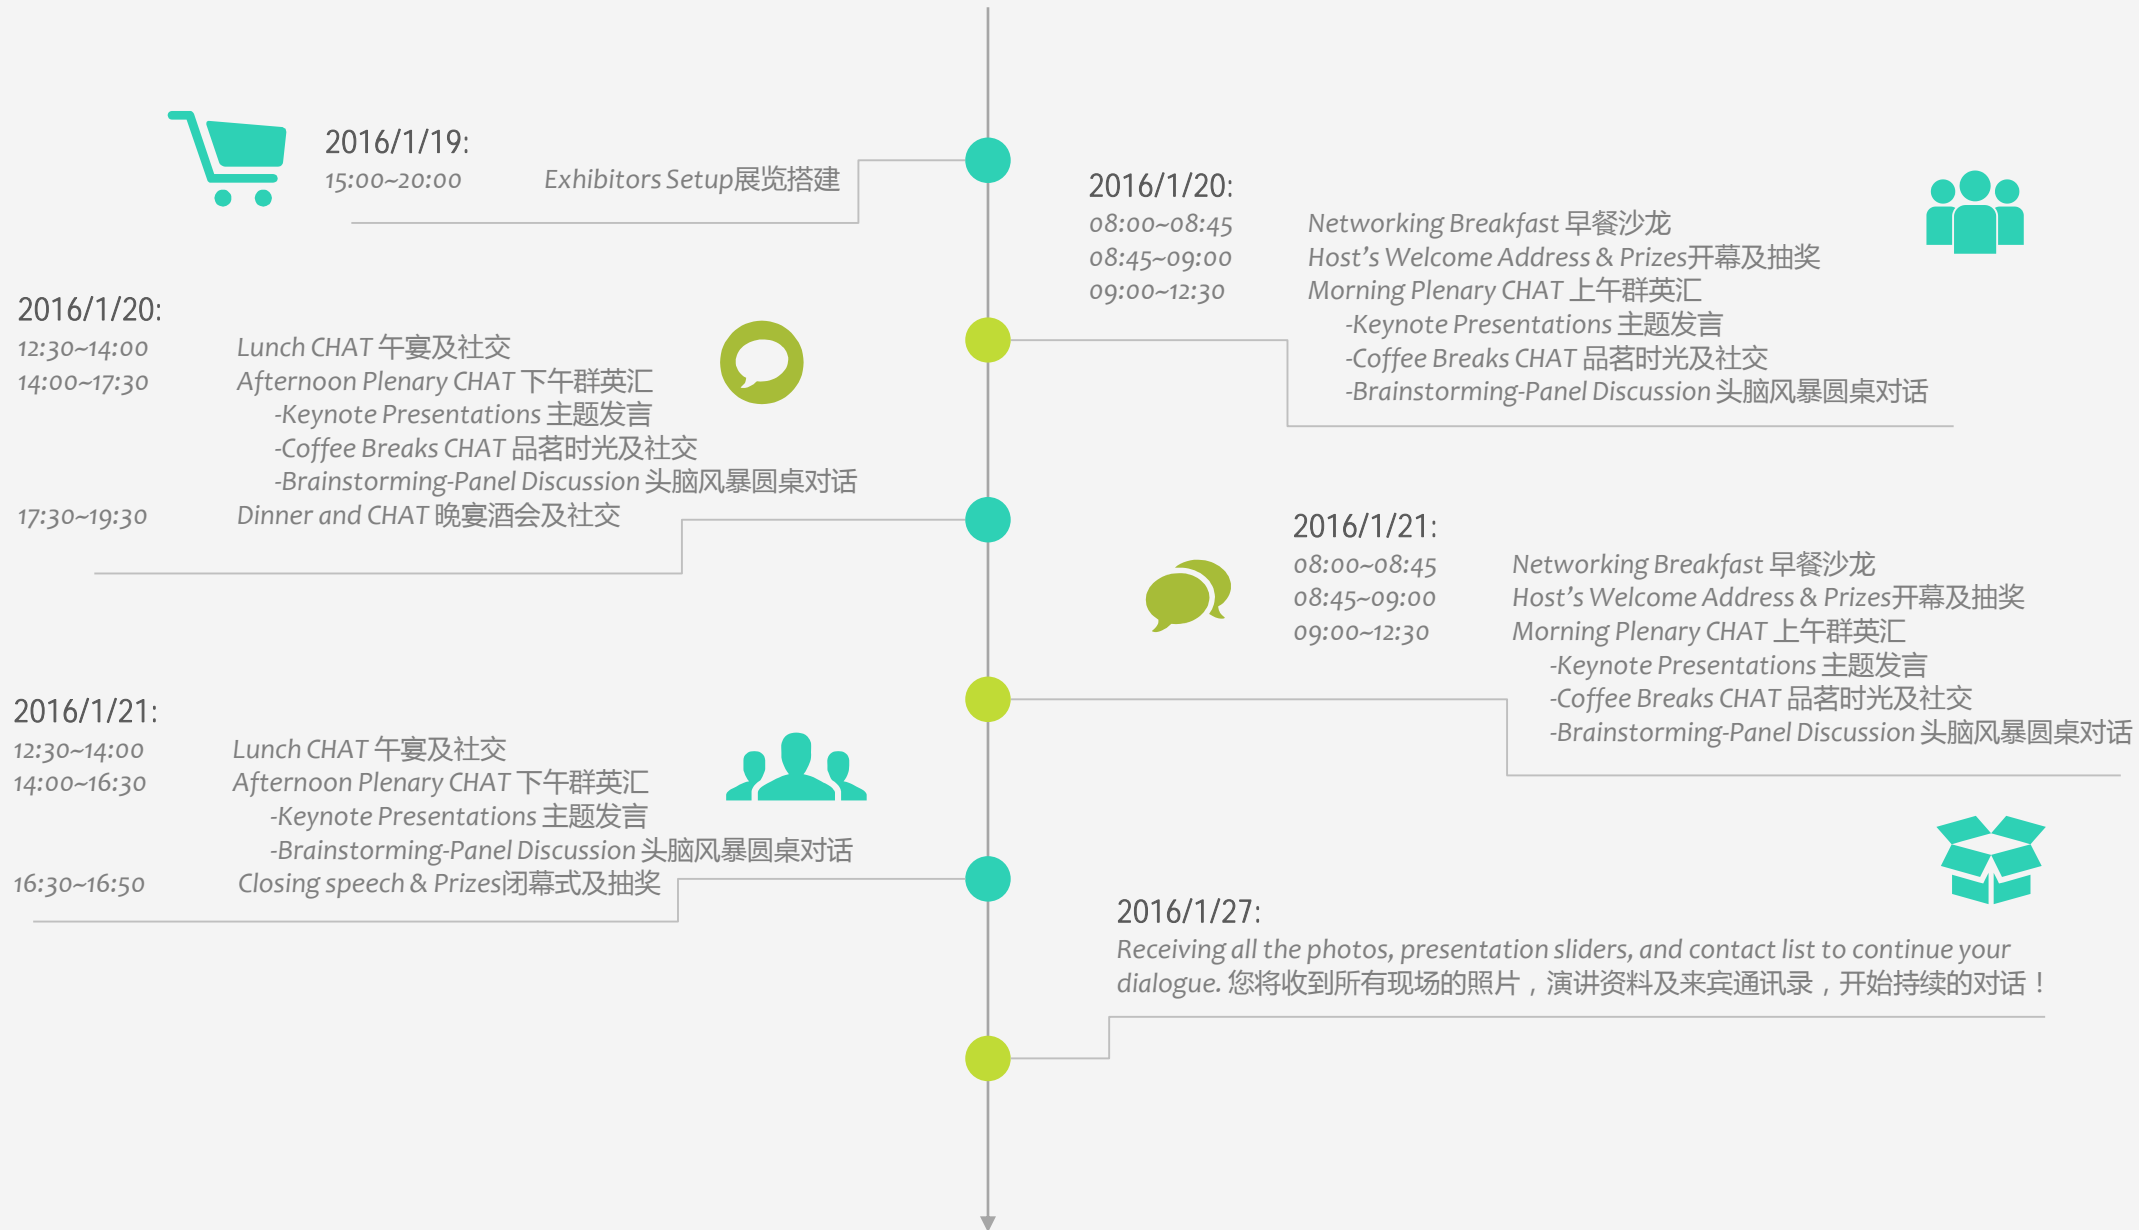 2016/1/19:
15:00~20:00 Exhibitors Setup展览搭建
2016/1/20:
08:00~08:45 Networking Breakfast 早餐沙龙
08:45~09:00 Host’s Welcome Address & Prizes开幕及抽奖
09:00~12:30 Morning Plenary CHAT 上午群英汇
-Keynote Presentations 主题发言
-Coffee Breaks CHAT 品茗时光及社交
-Brainstorming-Panel Discussion 头脑风暴圆桌对话
2016/1/20:
12:30~14:00 Lunch CHAT 午宴及社交
14:00~17:30 Afternoon Plenary CHAT 下午群英汇
-Keynote Presentations 主题发言
-Coffee Breaks CHAT 品茗时光及社交
-Brainstorming-Panel Discussion 头脑风暴圆桌对话
17:30~19:30 Dinner and CHAT 晚宴酒会及社交
2016/1/21:
08:00~08:45 Networking Breakfast 早餐沙龙
08:45~09:00 Host’s Welcome Address & Prizes开幕及抽奖
09:00~12:30 Morning Plenary CHAT 上午群英汇
-Keynote Presentations 主题发言
-Coffee Breaks CHAT 品茗时光及社交
-Brainstorming-Panel Discussion 头脑风暴圆桌对话
2016/1/21:
12:30~14:00 Lunch CHAT 午宴及社交
14:00~16:30 Afternoon Plenary CHAT 下午群英汇
-Keynote Presentations 主题发言
-Brainstorming-Panel Discussion 头脑风暴圆桌对话
16:30~16:50 Closing speech & Prizes闭幕式及抽奖
2016/1/27:
Receiving all the photos, presentation sliders, and contact list to continue your
dialogue. 您将收到所有现场的照片，演讲资料及来宾通讯录，开始持续的对话！